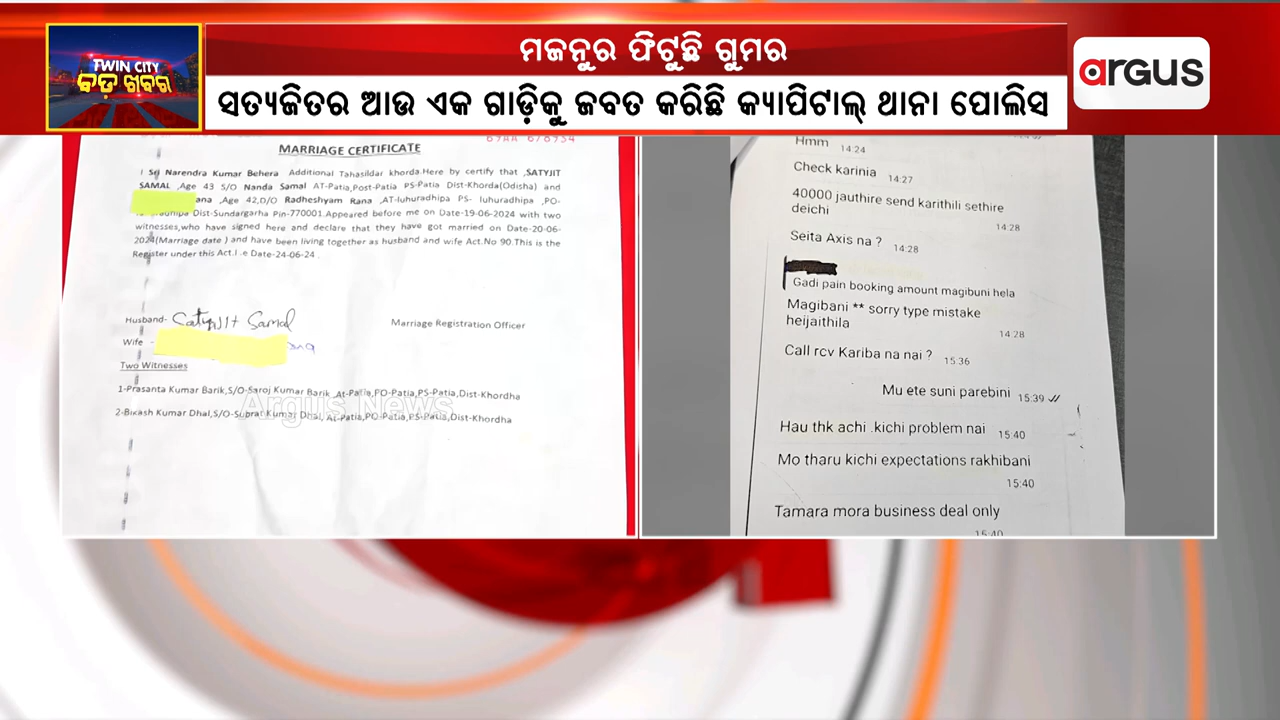 ମଜନୁର ଫିଟୁଛି ଗୁମର
TWIN CITY
ବଡ଼ ଖବର
ସତ୍ୟଜିତର ଆଉ ଏକ ଗାଡ଼ିକୁ ଜବତ କରିଛି କ୍ୟାପିଟାଲ୍ ଥାନା ପୋଲିସ
argus
MARRIAGE CERTIFICATE
I Sri Narendra Kumar Behera Additional Tahasildar khorda.Here by certify that ,SATYJIT
SAMAL ,Age 43 S/O Nanda Samal AT-Patia,Post-Patia PS-Patia Dist-Khorda(Odisha) and
ana ,Age 42,D/O Radheshyam Rana ,AT-luhuradhipa PS- luhuradhipa ,PO-
Dist-Sundargarha Pin-770001.Appeared before me on Date-19-06-2024 with two
witnesses,who have signed here and declare that they have got married on Date-20-06-
2024(Marriage date ) and have been living together as husband and wife Act.No 90.This is the
Register under this Act.I .e Date-24-06-24 .
Husband- Satyjit Samal
Marriage Registration Officer
Wife -
Two Witnesses
1-Prasanta Kumar Barik,S/O-Saroj Kumar Barik ,At-Patia,PO-Patia,PS-Patia,Dist-Khordha
2-Bikash Kumar Dhal,S/O-Subrat Kumar Dhal, At-Patia,PO-Patia,PS-Patia,Dist-Khordha
Argus News
Hmm 14:24
Check karinia 14:27
40000 jauthire send karithili sethire
deichi
14:28
Seita Axis na ? 14:28
Gadi pain booking amount magibuni hela
Magibani ** sorry type mistake
heijaithila
14:28
Call rcv Kariba na nai ? 15:36
Mu ete suni parebini 15:39
Hau thk achi .kichi problem nai 15:40
Mo tharu kichi expectations rakhibani
15:40
Tamara mora business deal only
15:40